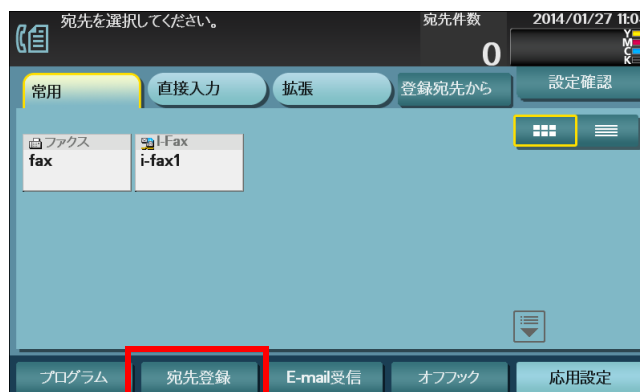 宛先を選択してください。
宛先件数
0
2014/01/27 11:0
Y
M
C
K
常用
直接入力
拡張
登録宛先から
設定確認
ファクス
fax
I-Fax
i-fax1
プログラム
宛先登録
E-mail受信
オフフック
応用設定